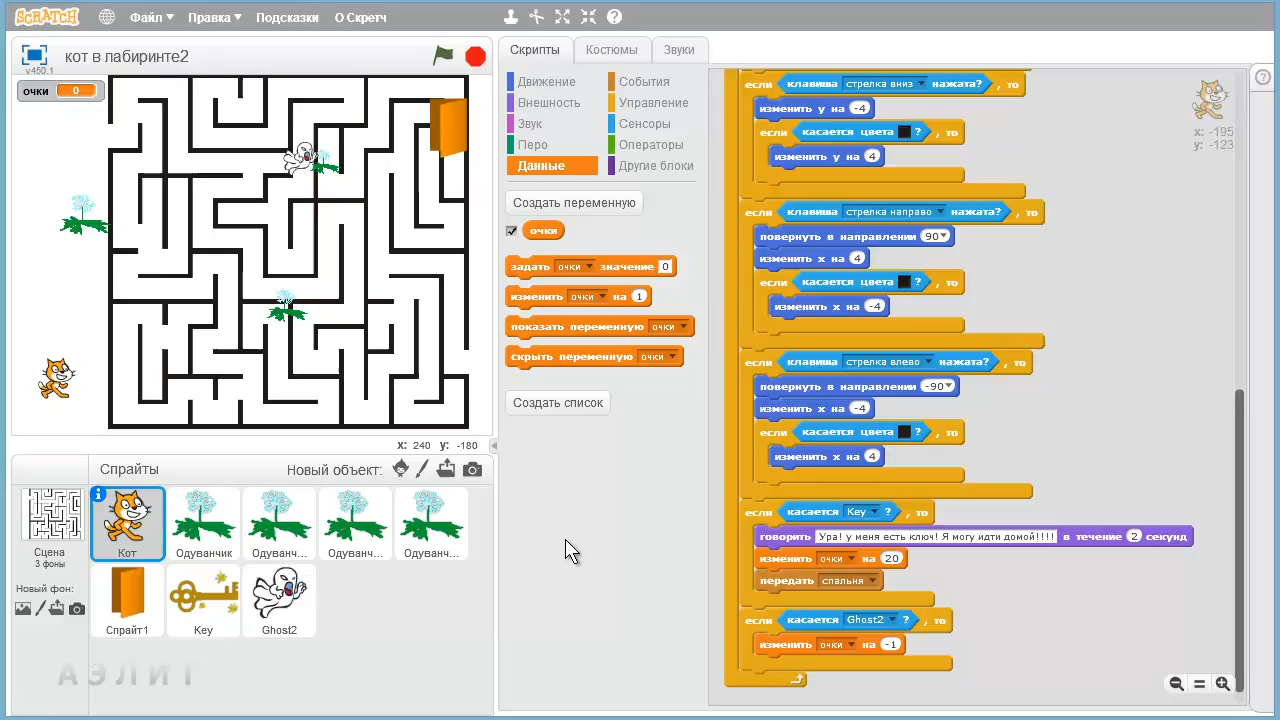 SCRATCH
Файл
Правка
Подсказки
О Скретч
v450.1
кот в лабиринте2
очки 0
x: 240 y: -180
Скрипты
Костюмы
Звуки
Движение
События
Внешность
Управление
Звук
Сенсоры
Перо
Операторы
Данные
Другие блоки
Создать переменную
очки
задать очки значение 0
изменить очки на 1
показать переменную очки
скрыть переменную очки
Создать список
если клавиша стрелка вниз нажата? , то
изменить y на -4
если касается цвета ? , то
изменить y на 4
если клавиша стрелка направо нажата? , то
повернуть в направлении 90
изменить x на 4
если касается цвета ? , то
изменить x на -4
если клавиша стрелка влево нажата? , то
повернуть в направлении -90
изменить x на -4
если касается цвета ? , то
изменить x на 4
если касается Key ? , то
говорить Ура! у меня есть ключ! Я могу идти домой!!!! в течение 2 секунд
изменить очки на 20
передать спальня
если касается Ghost2 ? , то
изменить очки на -1
x: -195
y: -123
?
Спрайты
Новый объект:
Сцена
3 фоны
Новый фон:
Кот
Одуванчик
Одуванч...
Одуванч...
Одуванч...
Спрайт1
Key
Ghost2
АЭЛИТ